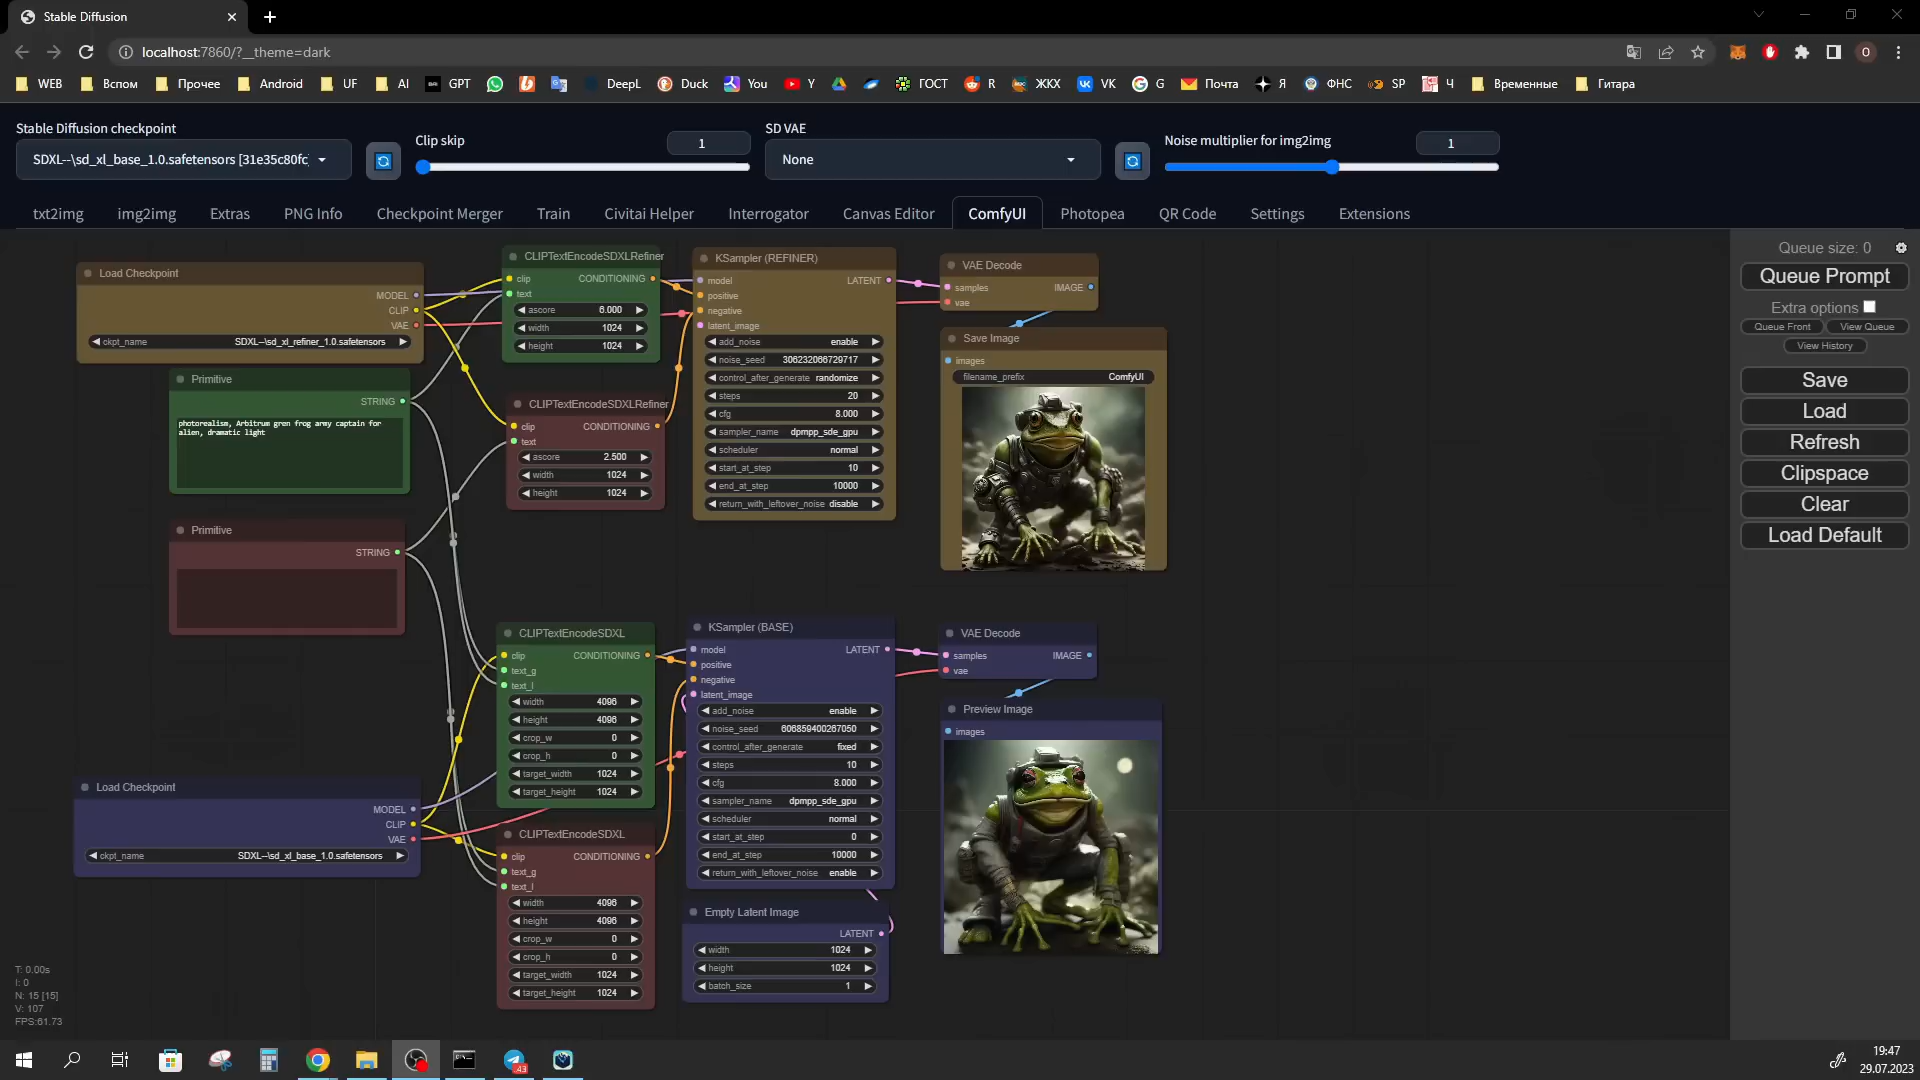 Stable Diffusion
localhost:7860/?__theme=dark
WEB Вспом Прочее Android UF AI GPT DeepL Duck You Y ГОСТ R ЖКХ VK G Почта Я ФНС SP Ч Временные Гитара
Stable Diffusion checkpoint
SDXL--\sd_xl_base_1.0.safetensors [31e35c80fc
Clip skip
1
SD VAE
None
Noise multiplier for img2img
1
txt2img img2img Extras PNG Info Checkpoint Merger Train Civitai Helper Interrogator Canvas Editor ComfyUI Photopea QR Code Settings Extensions
Load Checkpoint
MODEL
CLIP
VAE
ckpt_name SDXL--\sd_xl_refiner_1.0.safetensors
Primitive
STRING
photorealism, Arbitrum gren frog army captain for
alien, dramatic light
Primitive
STRING
Load Checkpoint
MODEL
CLIP
VAE
ckpt_name SDXL--\sd_xl_base_1.0.safetensors
CLIPTextEncodeSDXLRefiner
clip CONDITIONING
text
ascore 6.000
width 1024
height 1024
CLIPTextEncodeSDXLRefiner
clip CONDITIONING
text
ascore 2.500
width 1024
height 1024
CLIPTextEncodeSDXL
clip CONDITIONING
text_g
text_l
width 4096
height 4096
crop_w 0
crop_h 0
target_width 1024
target_height 1024
CLIPTextEncodeSDXL
clip CONDITIONING
text_g
text_l
width 4096
height 4096
crop_w 0
crop_h 0
target_width 1024
target_height 1024
KSampler (REFINER)
model LATENT
positive
negative
latent_image
add_noise enable
noise_seed 306232066729717
control_after_generate randomize
steps 20
cfg 8.000
sampler_name dpmpp_sde_gpu
scheduler normal
start_at_step 10
end_at_step 10000
return_with_leftover_noise disable
KSampler (BASE)
model LATENT
positive
negative
latent_image
add_noise enable
noise_seed 606859400267050
control_after_generate fixed
steps 10
cfg 8.000
sampler_name dpmpp_sde_gpu
scheduler normal
start_at_step 0
end_at_step 10000
return_with_leftover_noise enable
Empty Latent Image
LATENT
width 1024
height 1024
batch_size 1
VAE Decode
samples IMAGE
vae
Save Image
images
filename_prefix ComfyUI
VAE Decode
samples IMAGE
vae
Preview Image
images
Queue size: 0
Queue Prompt
Extra options
Queue Front View Queue
View History
Save
Load
Refresh
Clipspace
Clear
Load Default
T: 0.00s
I: 0
N: 15 [15]
V: 107
FPS:61.73
43
19:47
29.07.2023